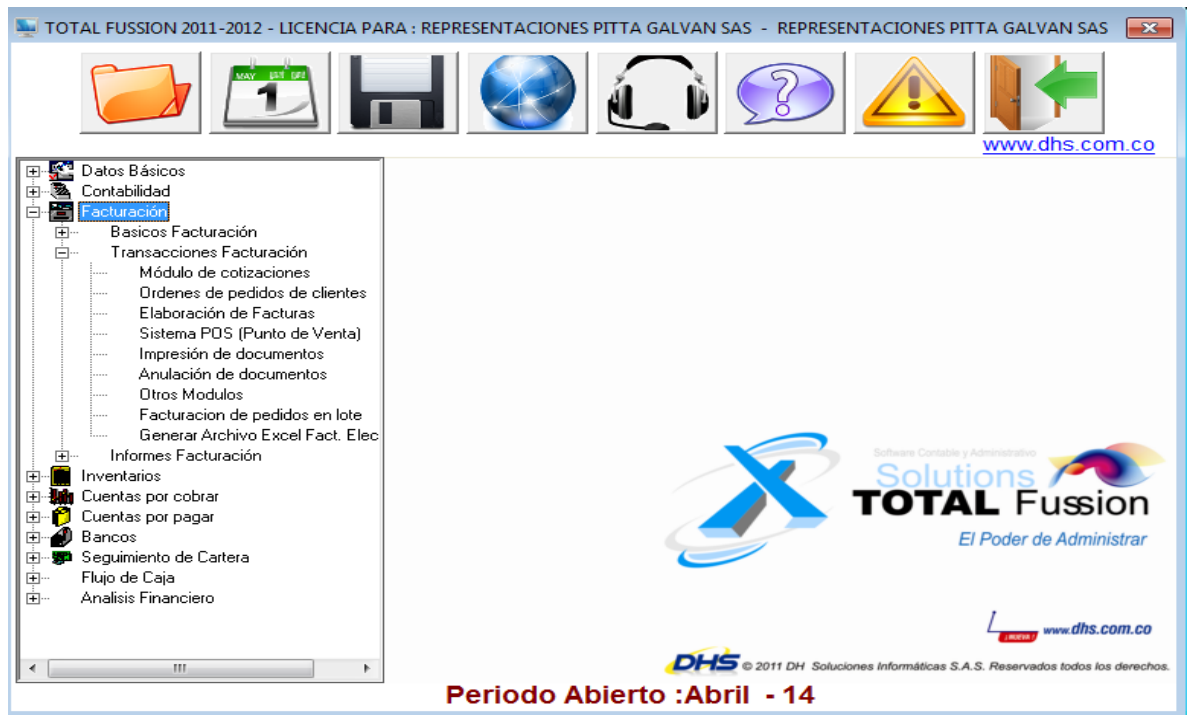 TOTAL FUSSION 2011-2012 - LICENCIA PARA : REPRESENTACIONES PITTA GALVAN SAS - REPRESENTACIONES PITTA GALVAN SAS
MAY
1
?
!
www.dhs.com.co
Datos Básicos
Contabilidad
Facturación
Basicos Facturación
Transacciones Facturación
Módulo de cotizaciones
Ordenes de pedidos de clientes
Elaboración de Facturas
Sistema POS (Punto de Venta)
Impresión de documentos
Anulación de documentos
Otros Modulos
Facturacion de pedidos en lote
Generar Archivo Excel Fact. Elec
Informes Facturación
Inventarios
Cuentas por cobrar
Cuentas por pagar
Bancos
Seguimiento de Cartera
Flujo de Caja
Analisis Financiero
Software Contable y Administrativo
Solutions
TOTAL Fussion
El Poder de Administrar
¡NUEVA! www.dhs.com.co
DHS © 2011 DH Soluciones Informáticas S.A.S. Reservados todos los derechos.
Periodo Abierto :Abril - 14